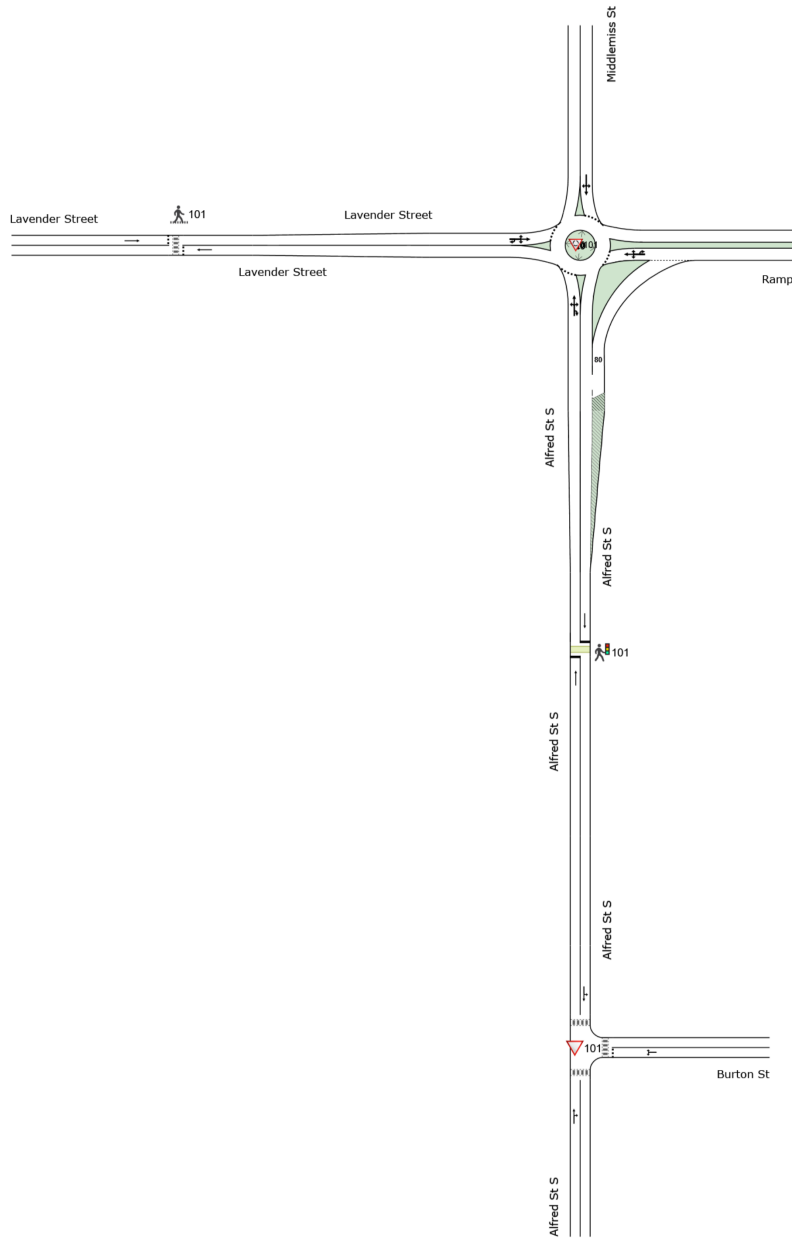 Middlemiss St
101
Lavender Street
Lavender Street
Lavender Street
101
Ramp
80
Alfred St S
Alfred St S
101
Alfred St S
Alfred St S
101
Burton St
Alfred St S